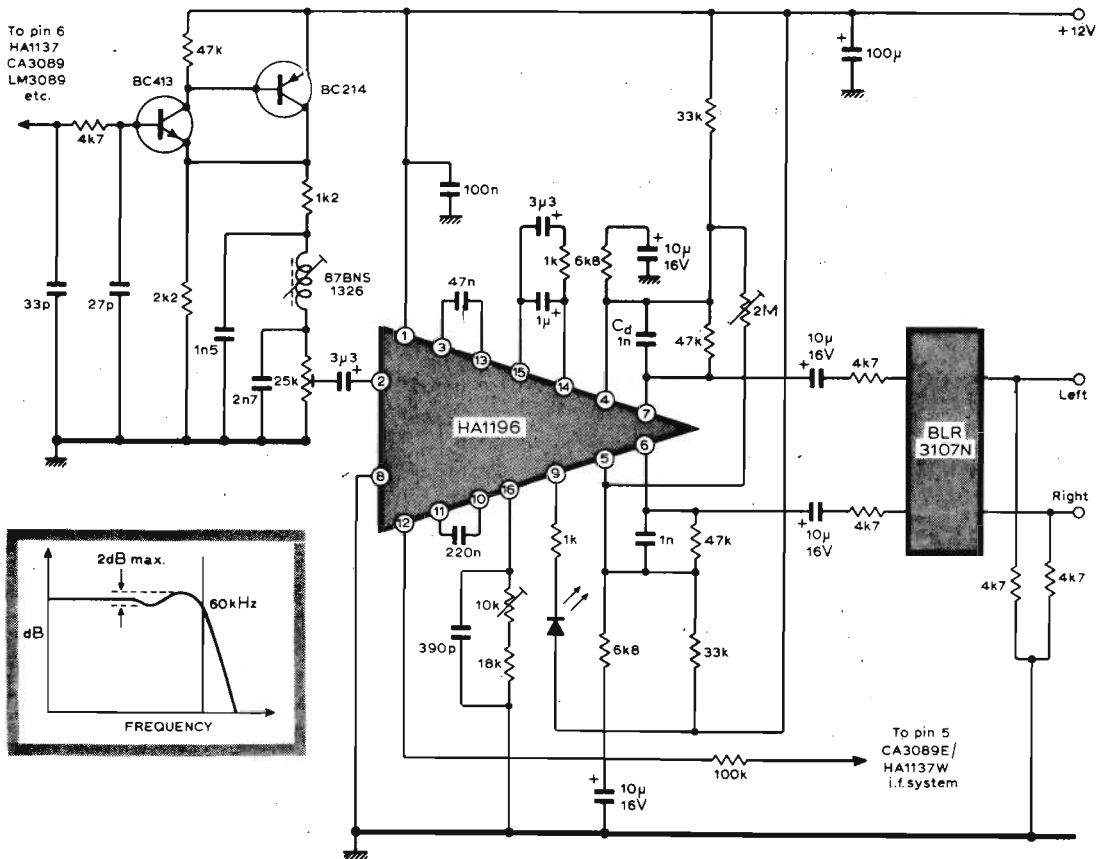 To pin 6
HA1137
CA3089
LM3089
etc.
47k
BC413
BC214
4k7
33p
27p
2k2
1k2
1n5
87BNS
1326
2n7
25k
3µ3
+
100n
100µ
+
+12V
33k
3µ3
+
1k
1µ
+
47n
6k8
10µ
16V
+
Cd
1n
47k
2M
10µ
16V
+
4k7
1
3
13
15
14
4
7
2
HA1196
8
12
11
10
16
9
5
6
220n
390p
10k
18k
1k
1n
47k
6k8
33k
10µ
16V
+
4k7
BLR
3107N
Left
Right
4k7
4k7
100k
To pin 5
CA3089E/
HA1137W
i.f.system
+
10µ
16V
2dB max.
60kHz
dB
FREQUENCY